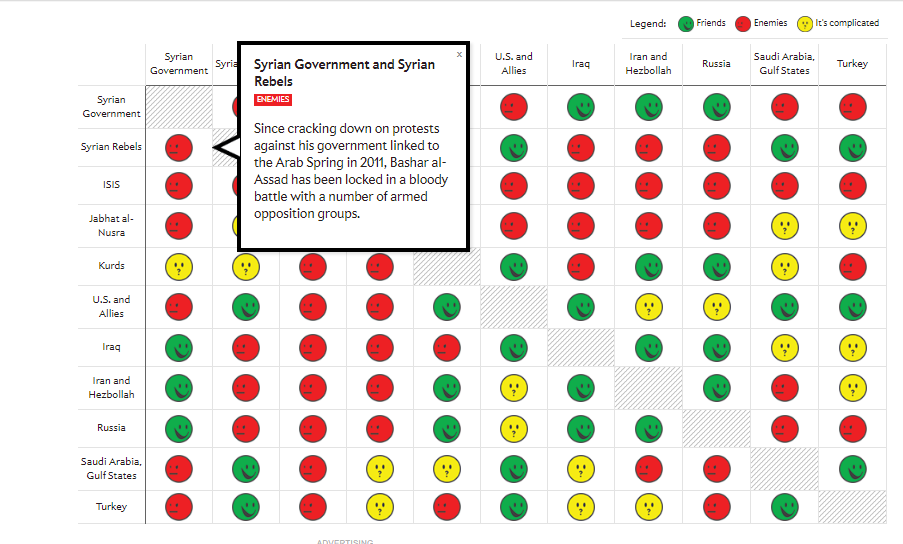 Legend: Friends Enemies It's complicated
Syrian Government
Syria
U.S. and Allies
Iraq
Iran and Hezbollah
Russia
Saudi Arabia, Gulf States
Turkey
x
Syrian Government and Syrian
Rebels
ENEMIES
Since cracking down on protests
against his government linked to
the Arab Spring in 2011, Bashar al-
Assad has been locked in a bloody
battle with a number of armed
opposition groups.
Syrian
Government
Syrian Rebels
ISIS
Jabhat al-
Nusra
Kurds
U.S. and
Allies
Iraq
Iran and
Hezbollah
Russia
Saudi Arabia,
Gulf States
Turkey
ADVERTISING